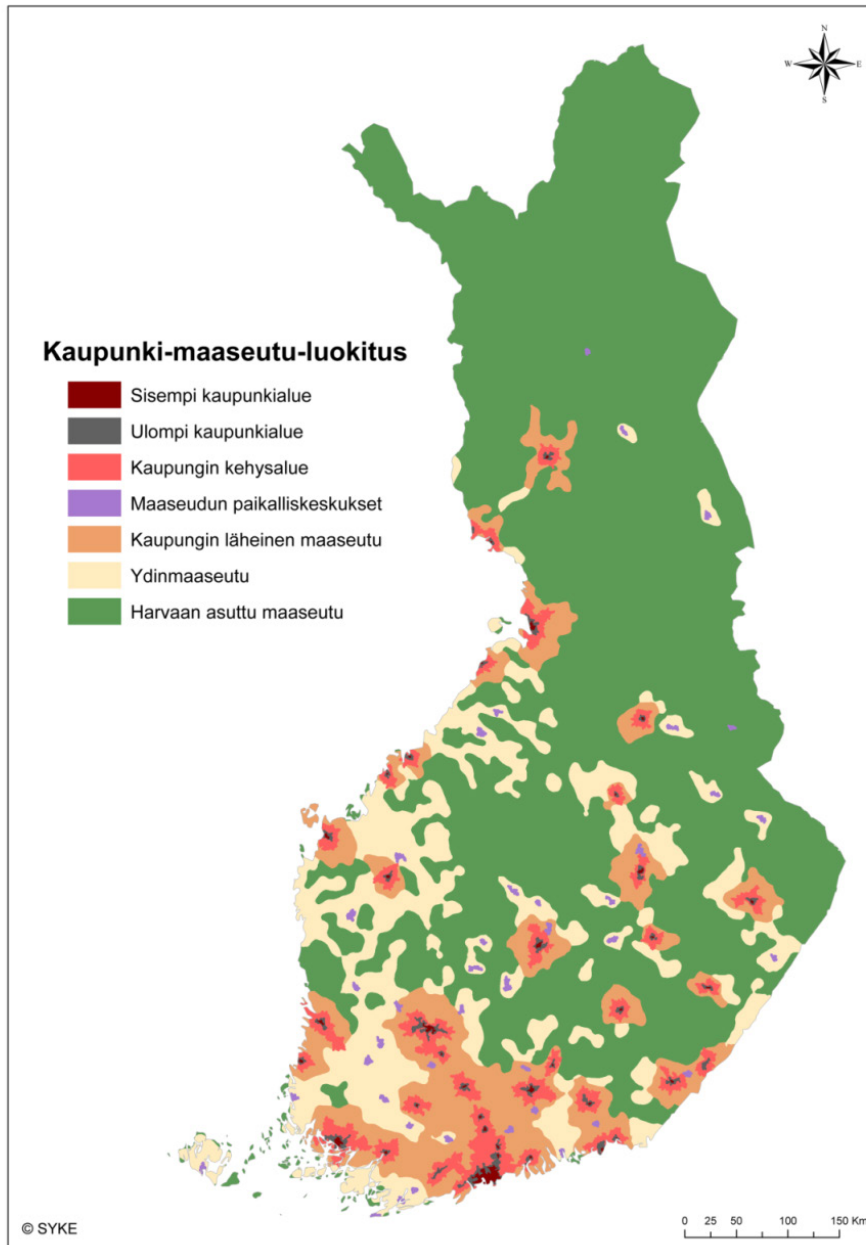 N
W E
S
Kaupunki-maaseutu-luokitus
Sisempi kaupunkialue
Ulompi kaupunkialue
Kaupungin kehysalue
Maaseudun paikalliskeskukset
Kaupungin läheinen maaseutu
Ydinmaaseutu
Harvaan asuttu maaseutu
© SYKE
0 25 50 100 150 Km